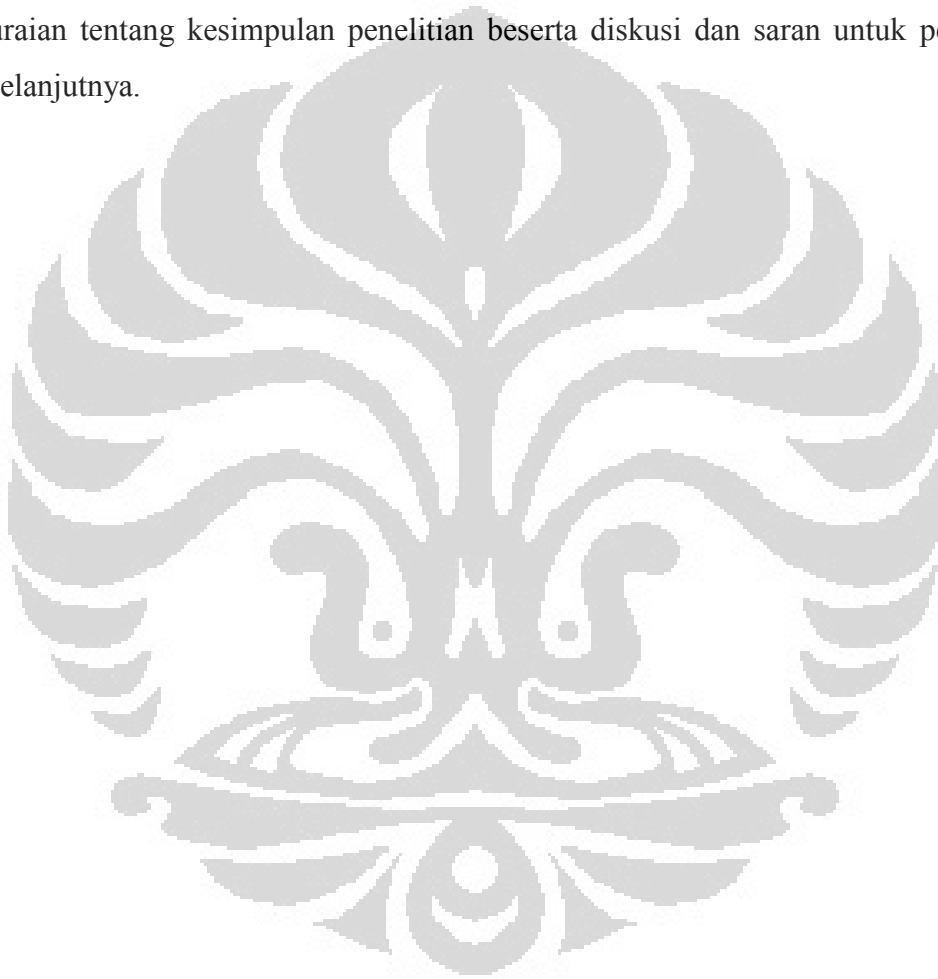 uraian tentang kesimpulan penelitian beserta diskusi dan saran untuk pe
elanjutnya.